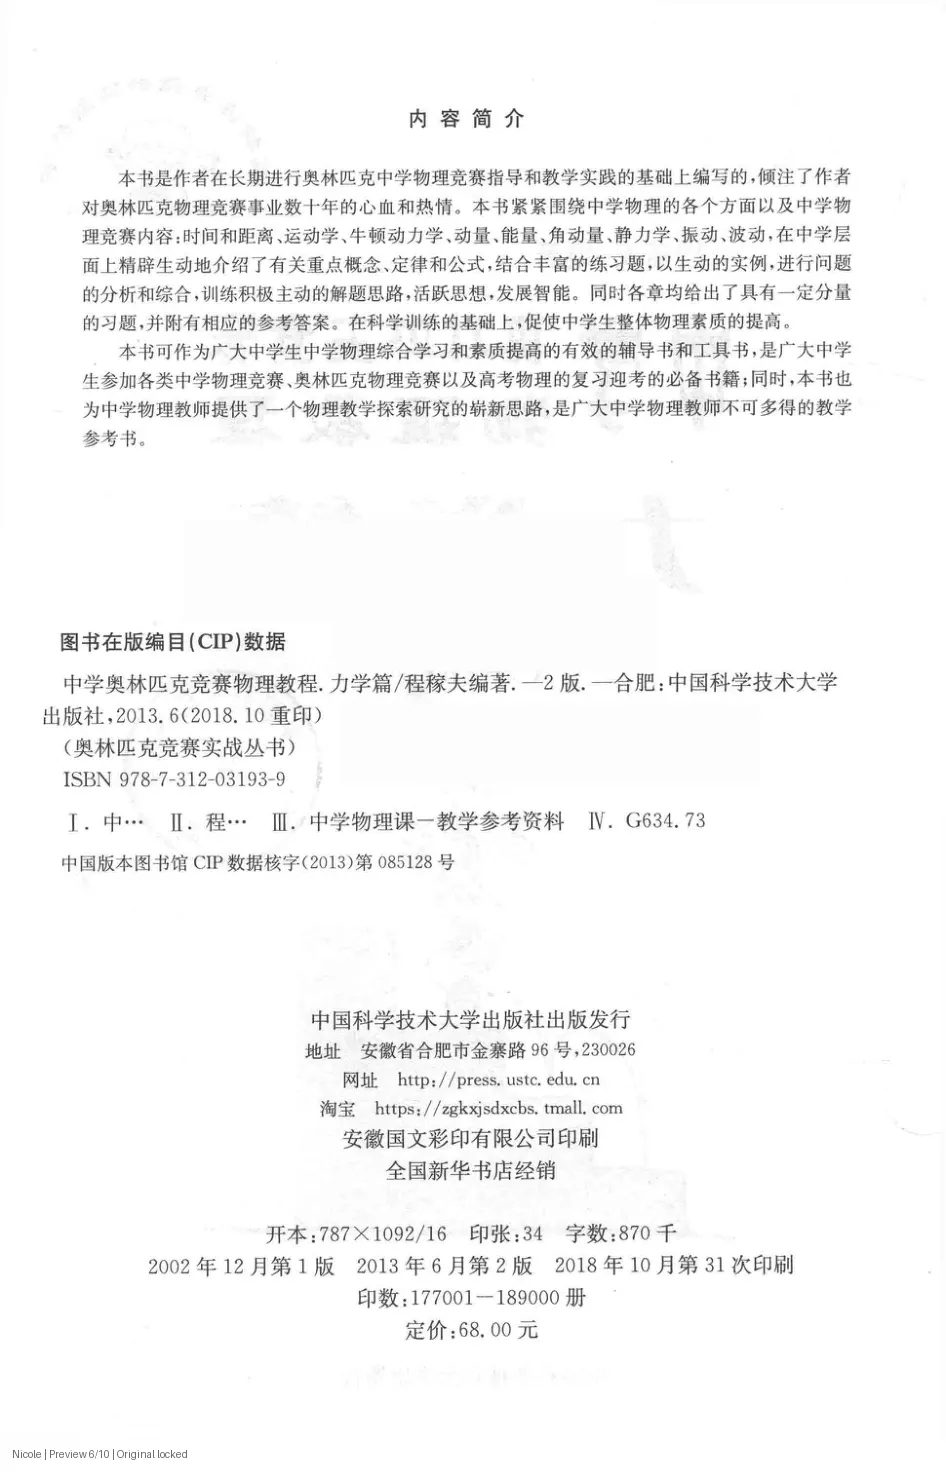 内容简介
本书是作者在长期进行奥林匹克中学物理竞赛指导和教学实践的基础上编写的,倾注了作者
对奥林匹克物理竞赛事业数十年的心血和热情。本书紧紧围绕中学物理的各个方面以及中学物
理竞赛内容:时间和距离、运动学、牛顿动力学、动量、能量、角动量、静力学、振动、波动,在中学层
面上精辟生动地介绍了有关重点概念、定律和公式,结合丰富的练习题,以生动的实例,进行问题
的分析和综合,训练积极主动的解题思路,活跃思想,发展智能。同时各章均给出了具有一定分量
的习题,并附有相应的参考答案。在科学训练的基础上,促使中学生整体物理素质的提高。
本书可作为广大中学生中学物理综合学习和素质提高的有效的辅导书和工具书,是广大中学
生参加各类中学物理竞赛、奥林匹克物理竞赛以及高考物理的复习迎考的必备书籍;同时,本书也
为中学物理教师提供了一个物理教学探索研究的崭新思路,是广大中学物理教师不可多得的教学
参考书。
图书在版编目(CIP)数据
中学奥林匹克竞赛物理教程.力学篇/程稼夫编著.—2版.—合肥:中国科学技术大学
出版社,2013.6(2018.10重印)
(奥林匹克竞赛实战丛书)
ISBN 978-7-312-03193-9
Ⅰ.中… Ⅱ.程… Ⅲ.中学物理课—教学参考资料 Ⅳ.G634.73
中国版本图书馆CIP数据核字(2013)第085128号
中国科学技术大学出版社出版发行
地址 安徽省合肥市金寨路96号,230026
网址 http://press.ustc.edu.cn
淘宝 https://zgkxjsdxcbs.tmall.com
安徽国文彩印有限公司印刷
全国新华书店经销
开本:787×1092/16 印张:34 字数:870千
2002年12月第1版 2013年6月第2版 2018年10月第31次印刷
印数:177001—189000册
定价:68.00元
Nicole | Preview 6/10 | Original locked